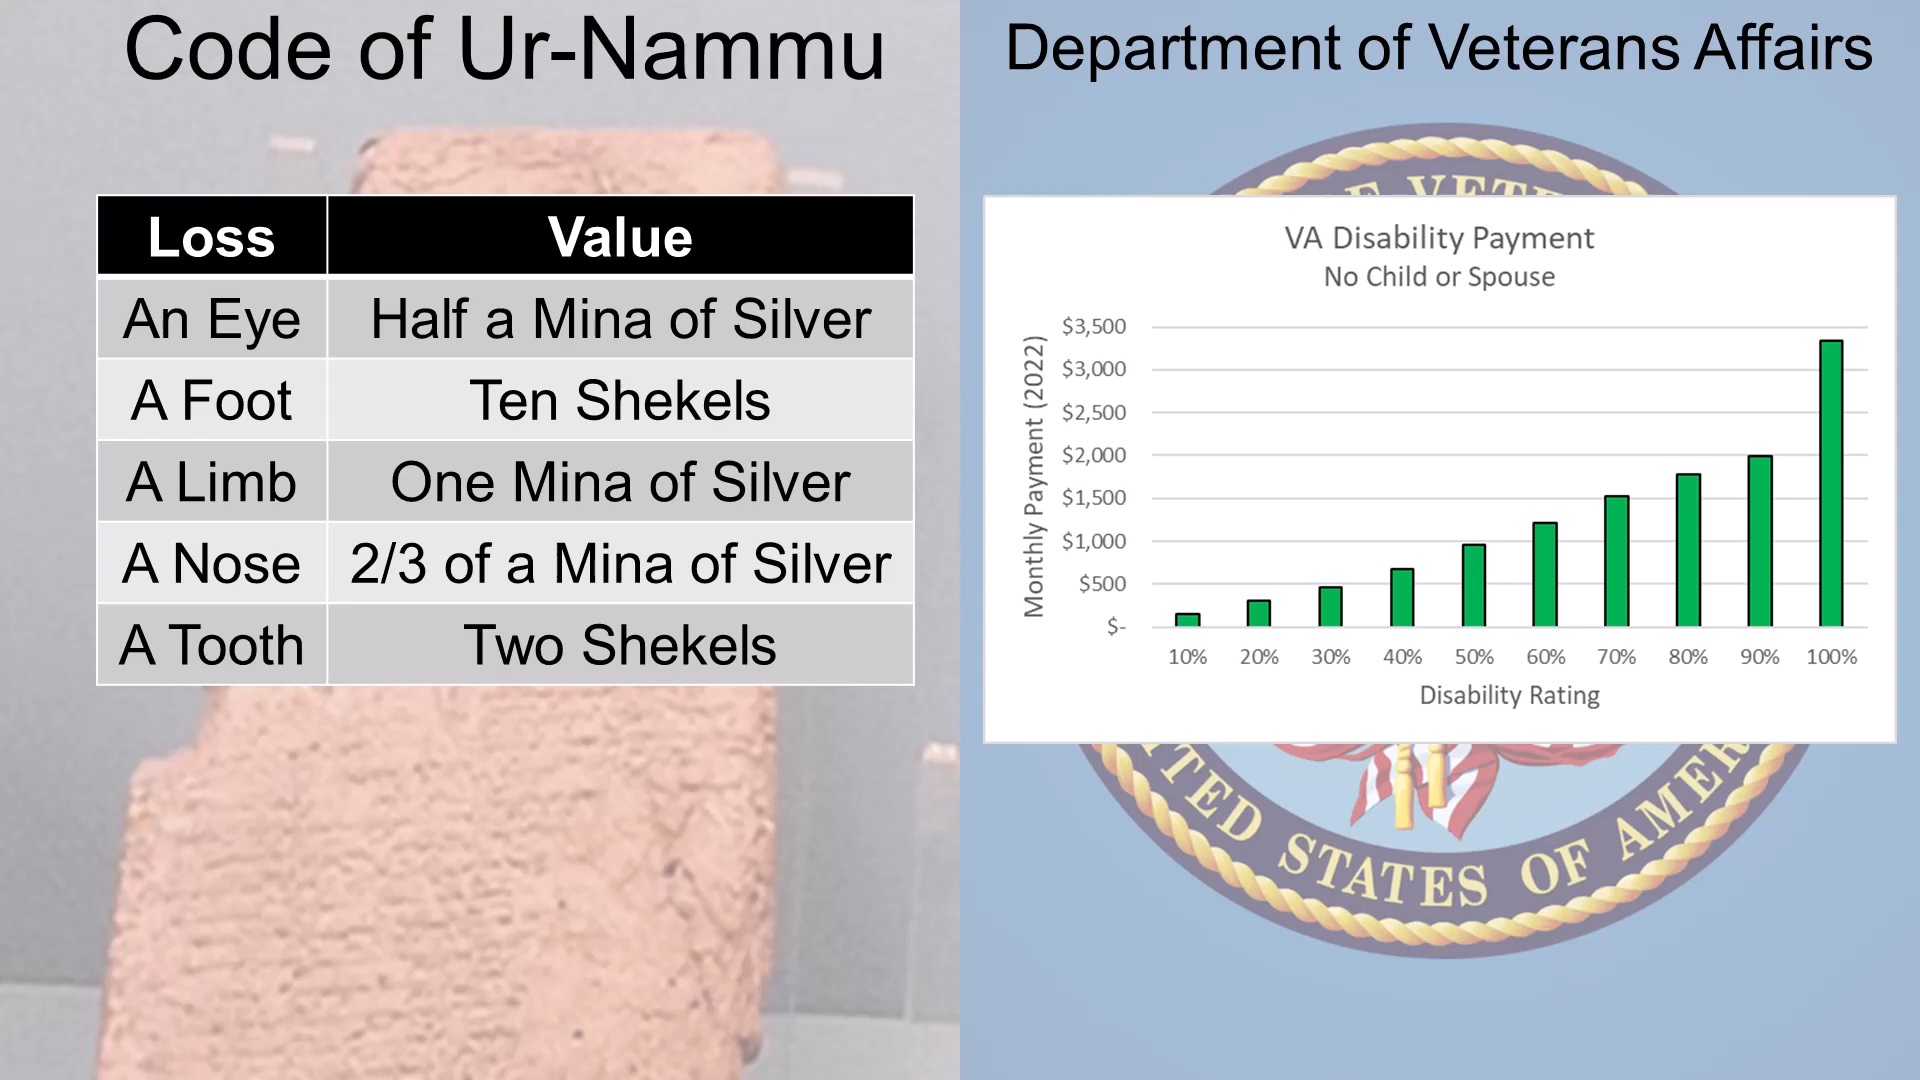 Code of Ur-Nammu
Loss Value
An Eye Half a Mina of Silver
A Foot Ten Shekels
A Limb One Mina of Silver
A Nose 2/3 of a Mina of Silver
A Tooth Two Shekels
Department of Veterans Affairs
VETE
VA Disability Payment
No Child or Spouse
Monthly Payment (2022)
$3,500
$3,000
$2,500
$2,000
$1,500
$1,000
$500
$-
10% 20% 30% 40% 50% 60% 70% 80% 90% 100%
Disability Rating
ITED STATES OF AMER